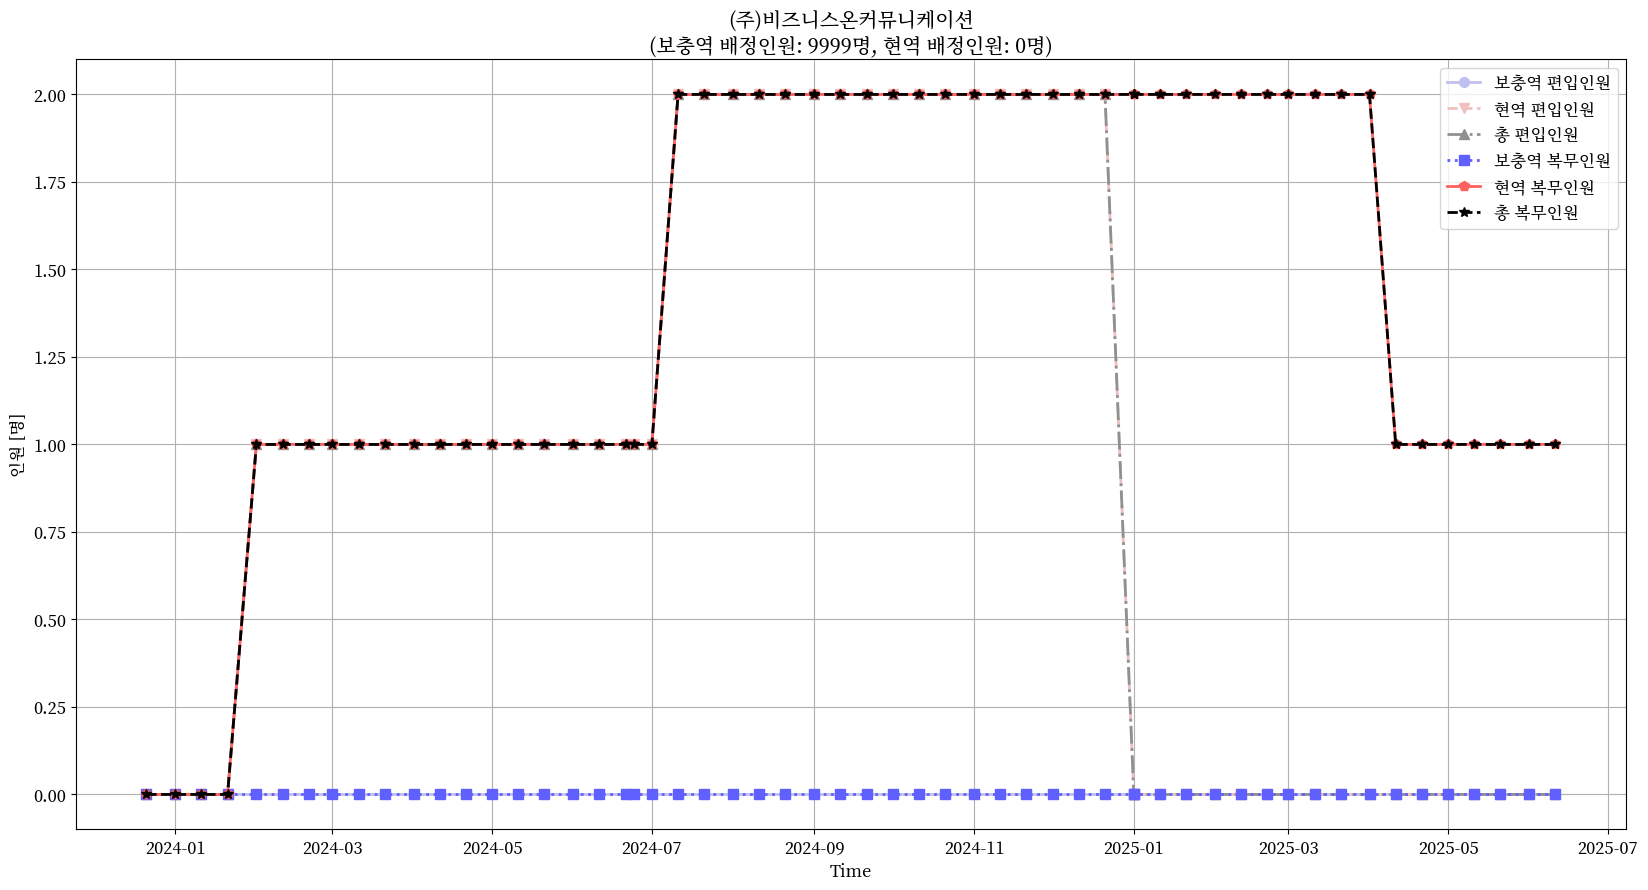 (주)비즈니스온커뮤니케이션
(보충역 배정인원: 9999명, 현역 배정인원: 0명)
보충역 편입인원
현역 편입인원
총 편입인원
보충역 복무인원
현역 복무인원
총 복무인원
인원 [명]
2.00
1.75
1.50
1.25
1.00
0.75
0.50
0.25
0.00
2024-01
2024-03
2024-05
2024-07
2024-09
2024-11
2025-01
2025-03
2025-05
2025-07
Time